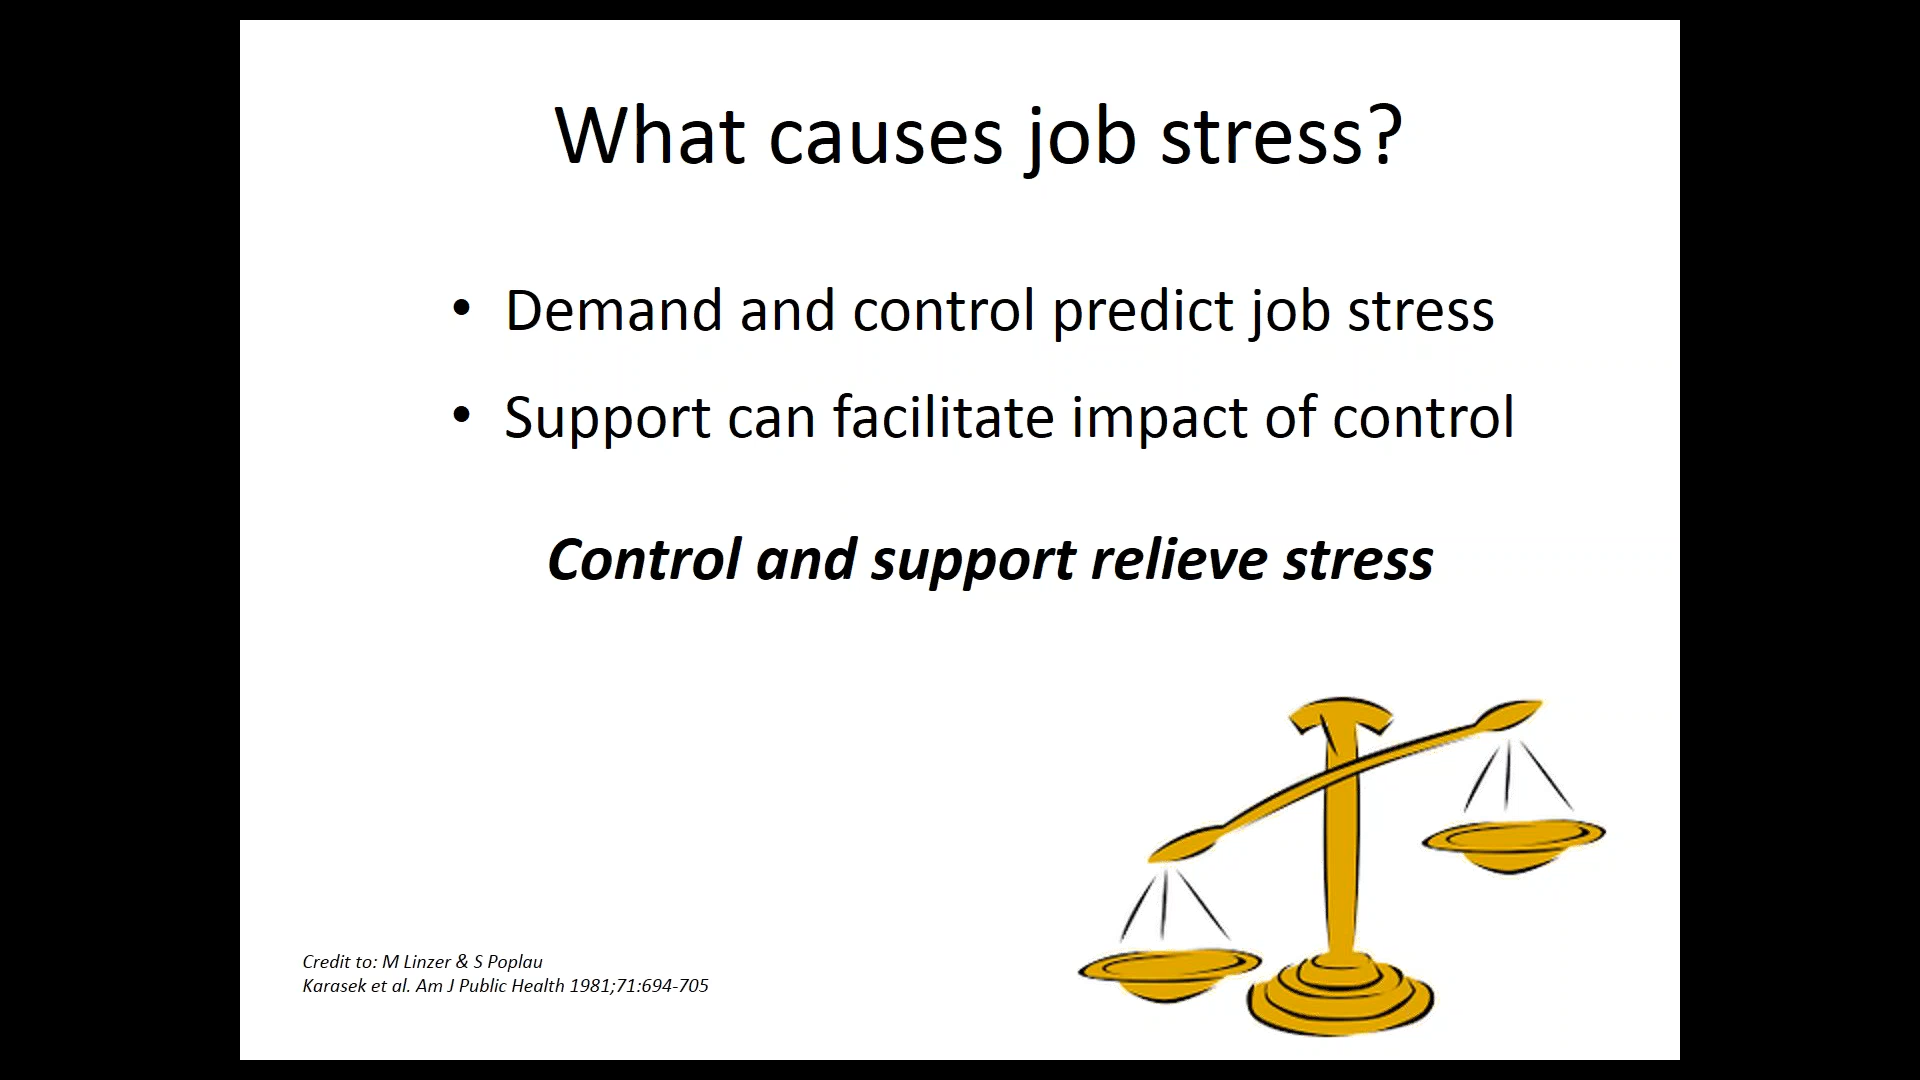 What causes job stress?
• Demand and control predict job stress
• Support can facilitate impact of control
Control and support relieve stress
Credit to: M Linzer & S Poplau
Karasek et al. Am J Public Health 1981;71:694-705